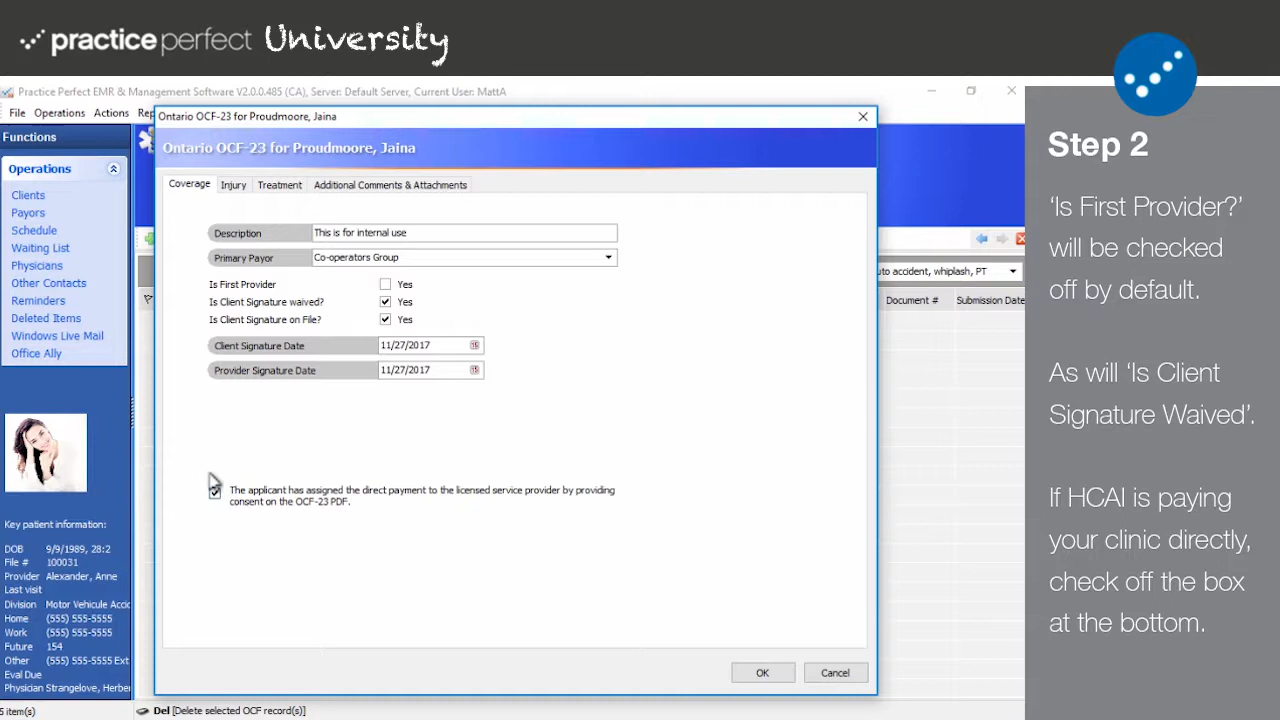 practice perfect University
Practice Perfect EMR & Management Software V2.0.0.485 (CA), Server: Default Server, Current User: MattA
File Operations Actions Rep
Functions
Operations
Clients
Payors
Schedule
Waiting List
Physicians
Other Contacts
Reminders
Deleted Items
Windows Live Mail
Office Ally
Key patient information:
DOB 9/9/1989, 28:2
File # 100031
Provider Alexander, Anne
Last visit
Division Motor Vehicule Accid
Home (555) 555-5555
Work (555) 555-5555
Future 154
Other (555) 555-5555 Ext
Eval Due
Physician Strangelove, Herber
5 item(s)
Ontario OCF-23 for Proudmoore, Jaina
Ontario OCF-23 for Proudmoore, Jaina
Coverage Injury Treatment Additional Comments & Attachments
Description This is for internal use
Primary Payor Co-operators Group
Is First Provider Yes
Is Client Signature waived? Yes
Is Client Signature on File? Yes
Client Signature Date 11/27/2017
Provider Signature Date 11/27/2017
The applicant has assigned the direct payment to the licensed service provider by providing
consent on the OCF-23 PDF.
OK Cancel
uto accident, whiplash, PT
Document # Submission Date
Del [Delete selected OCF record(s)]
Step 2
‘Is First Provider?’
will be checked
off by default.
As will ‘Is Client
Signature Waived’.
If HCAI is paying
your clinic directly,
check off the box
at the bottom.